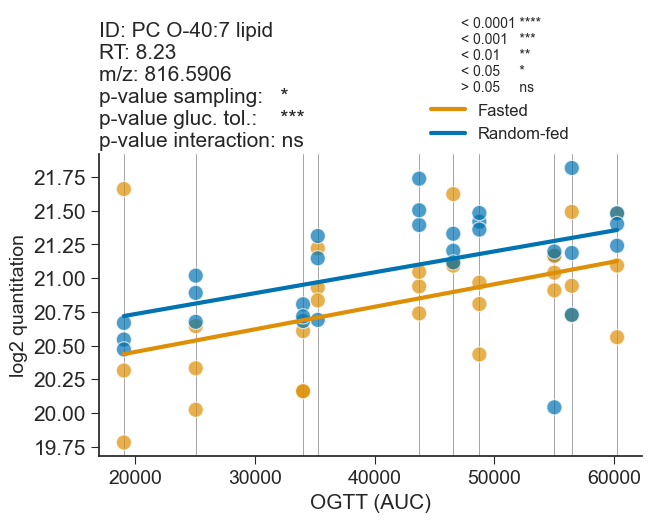 ID: PC O-40:7 lipid
RT: 8.23
m/z: 816.5906
p-value sampling: *
p-value gluc. tol.: ***
p-value interaction: ns
< 0.0001 ****
< 0.001 ***
< 0.01 **
< 0.05 *
> 0.05 ns
Fasted
Random-fed
21.75
21.50
21.25
21.00
20.75
20.50
20.25
20.00
19.75
log2 quantitation
20000 30000 40000 50000 60000
OGTT (AUC)